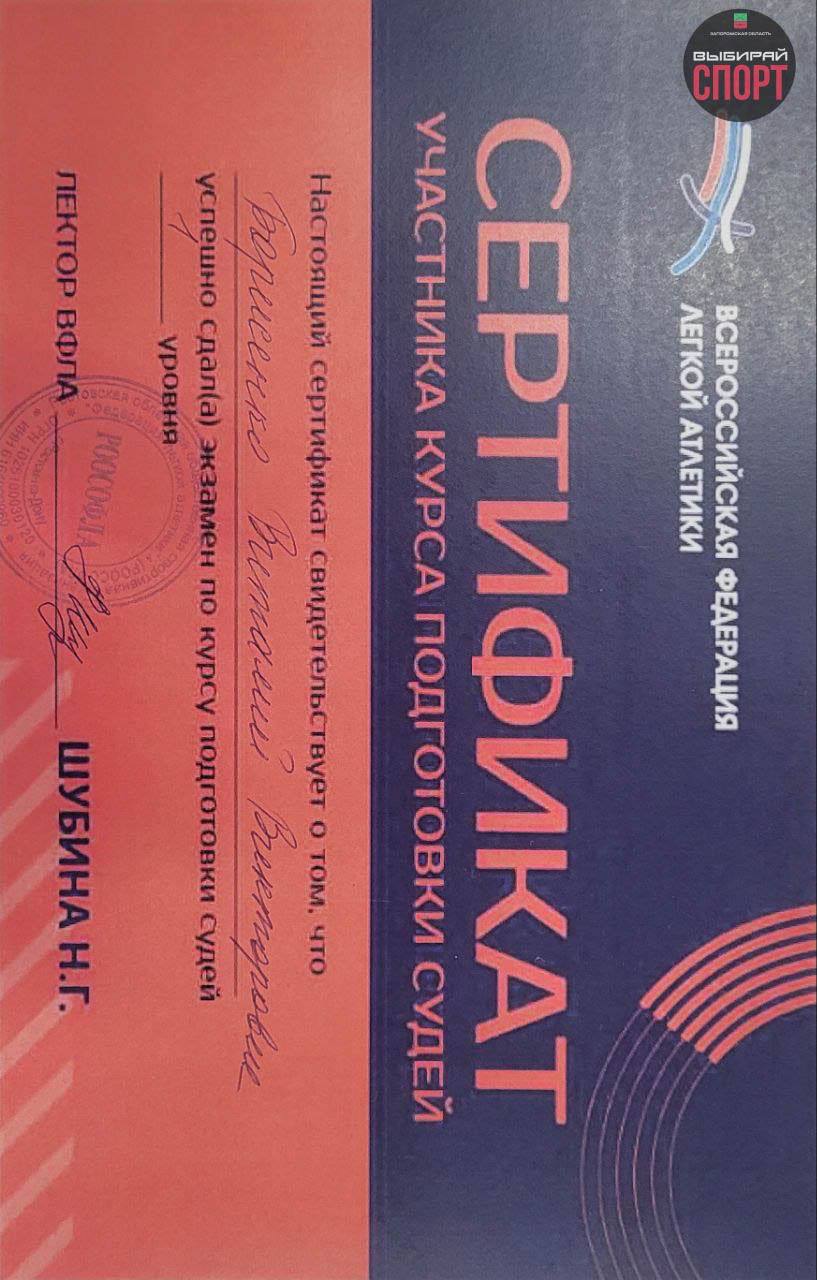 ЗАПОРОЖСКАЯ ОБЛАСТЬ
ВЫБИРАЙ
СПОРТ
ВСЕРОССИЙСКАЯ ФЕДЕРАЦИЯ
ЛЕГКОЙ АТЛЕТИКИ
СЕРТИФИКАТ
УЧАСТНИКА КУРСА ПОДГОТОВКИ СУДЕЙ
Настоящий сертификат свидетельствует о том, что
Борисенко Виталий Викторович
успешно сдал(а) экзамен по курсу подготовки судей
уровня
ЛЕКТОР ВФЛА
ШУБИНА Н.Г.
РООСОФЛА